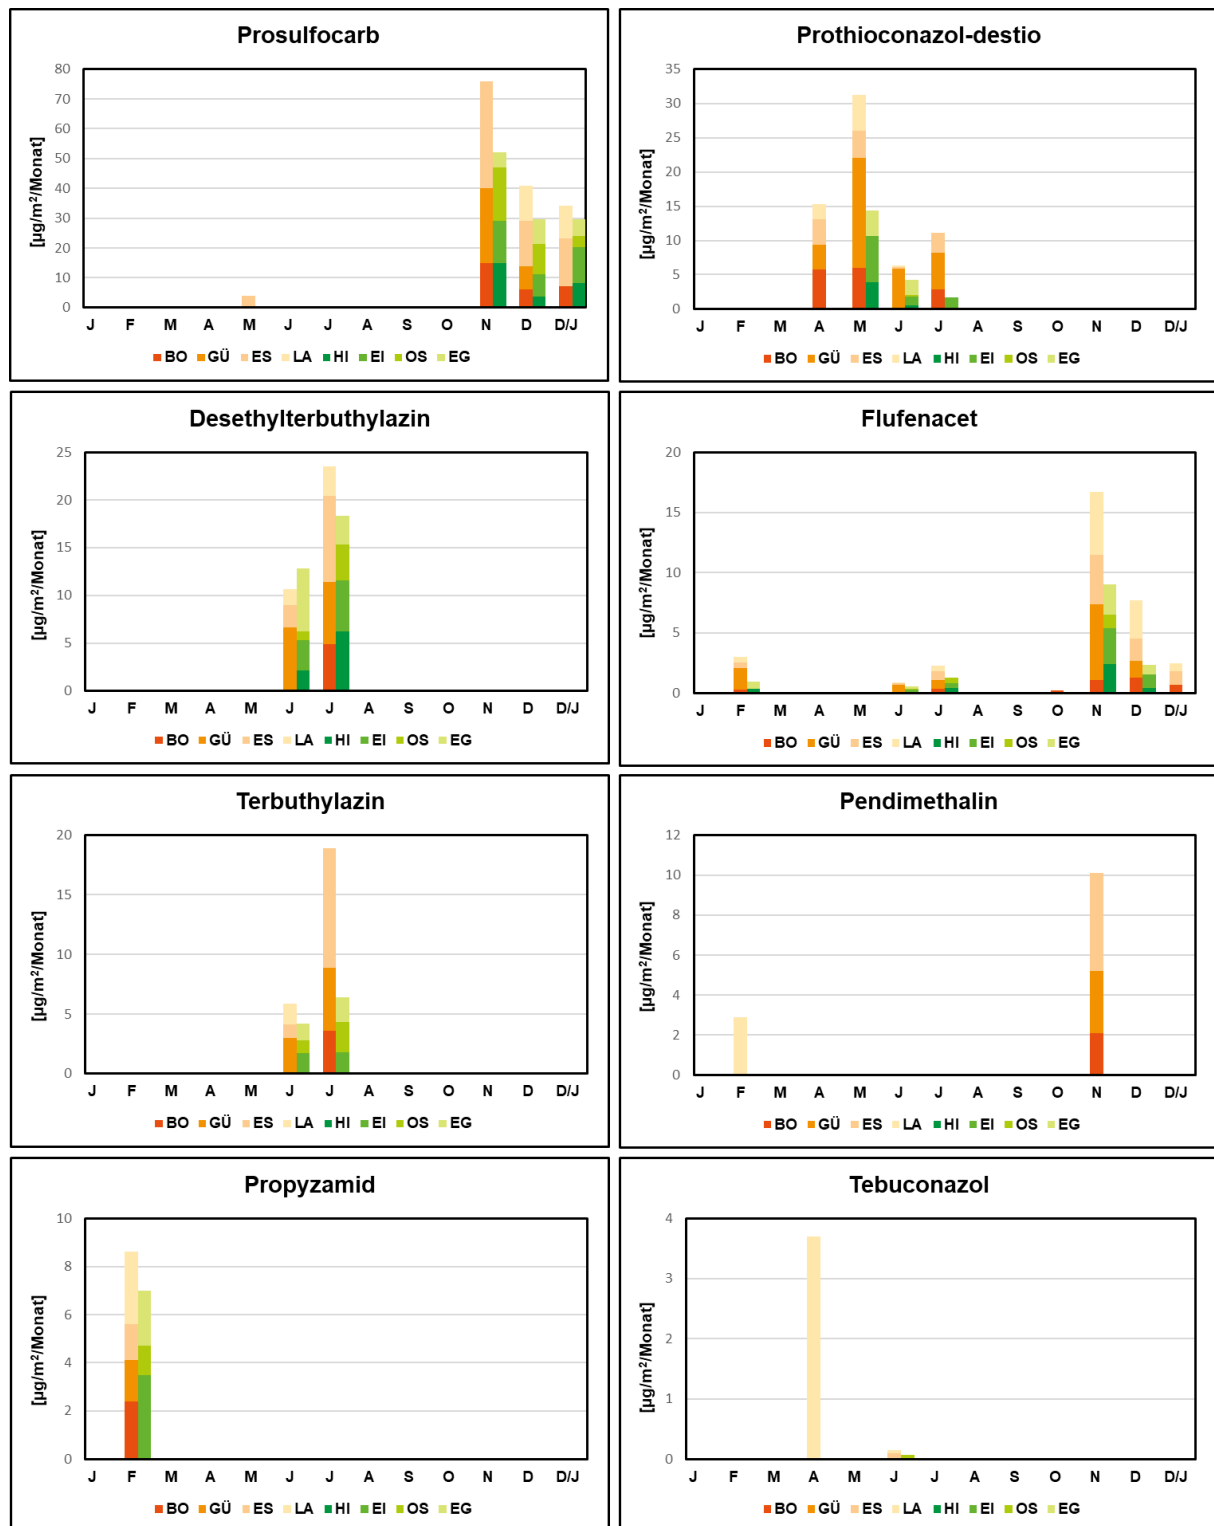 Prosulfocarb
[µg/m²/Monat]
80
70
60
50
40
30
20
10
0
J F M A M J J A S O N D D/J
BO GÜ ES LA HI EI OS EG
Prothioconazol-destio
[µg/m²/Monat]
35
30
25
20
15
10
5
0
J F M A M J J A S O N D D/J
BO GÜ ES LA HI EI OS EG
Desethylterbuthylazin
[µg/m²/Monat]
25
20
15
10
5
0
J F M A M J J A S O N D D/J
BO GÜ ES LA HI EI OS EG
Flufenacet
[µg/m²/Monat]
20
15
10
5
0
J F M A M J J A S O N D D/J
BO GÜ ES LA HI EI OS EG
Terbuthylazin
[µg/m²/Monat]
20
15
10
5
0
J F M A M J J A S O N D D/J
BO GÜ ES LA HI EI OS EG
Pendimethalin
[µg/m²/Monat]
12
10
8
6
4
2
0
J F M A M J J A S O N D D/J
BO GÜ ES LA HI EI OS EG
Propyzamid
[µg/m²/Monat]
10
8
6
4
2
0
J F M A M J J A S O N D D/J
BO GÜ ES LA HI EI OS EG
Tebuconazol
[µg/m²/Monat]
4
3
2
1
0
J F M A M J J A S O N D D/J
BO GÜ ES LA HI EI OS EG